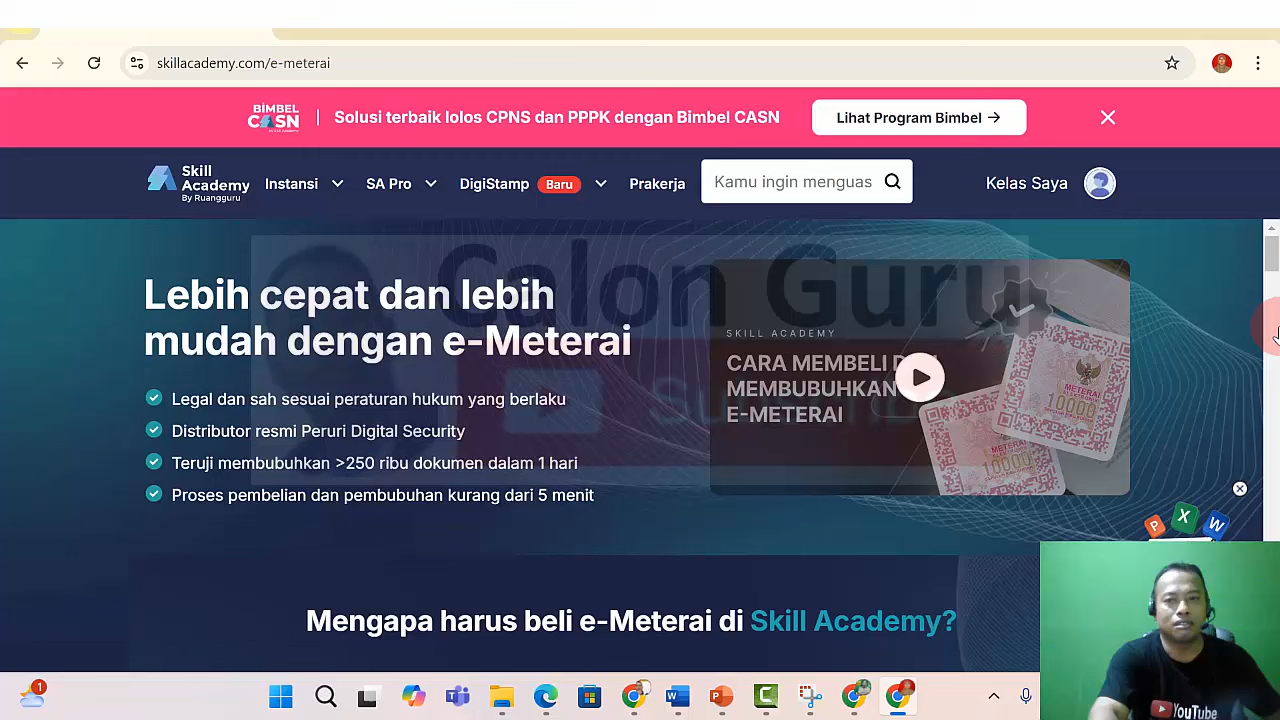 skillacademy.com/e-meterai
BIMBEL
CASN
Solusi terbaik lolos CPNS dan PPPK dengan Bimbel CASN
Lihat Program Bimbel →
Skill
Academy
By Ruangguru
Instansi
SA Pro
DigiStamp
Baru
Prakerja
Kamu ingin menguas
Kelas Saya
Calon Guru
Lebih cepat dan lebih
mudah dengan e-Meterai
Legal dan sah sesuai peraturan hukum yang berlaku
Distributor resmi Peruri Digital Security
Teruji membubuhkan >250 ribu dokumen dalam 1 hari
Proses pembelian dan pembubuhan kurang dari 5 menit
SKILL ACADEMY
CARA MEMBELI
MEMBUBUHKAN
E-METERAI
METERAI
10000
10000
P
X
W
Mengapa harus beli e-Meterai di Skill Academy?
1
YouTube